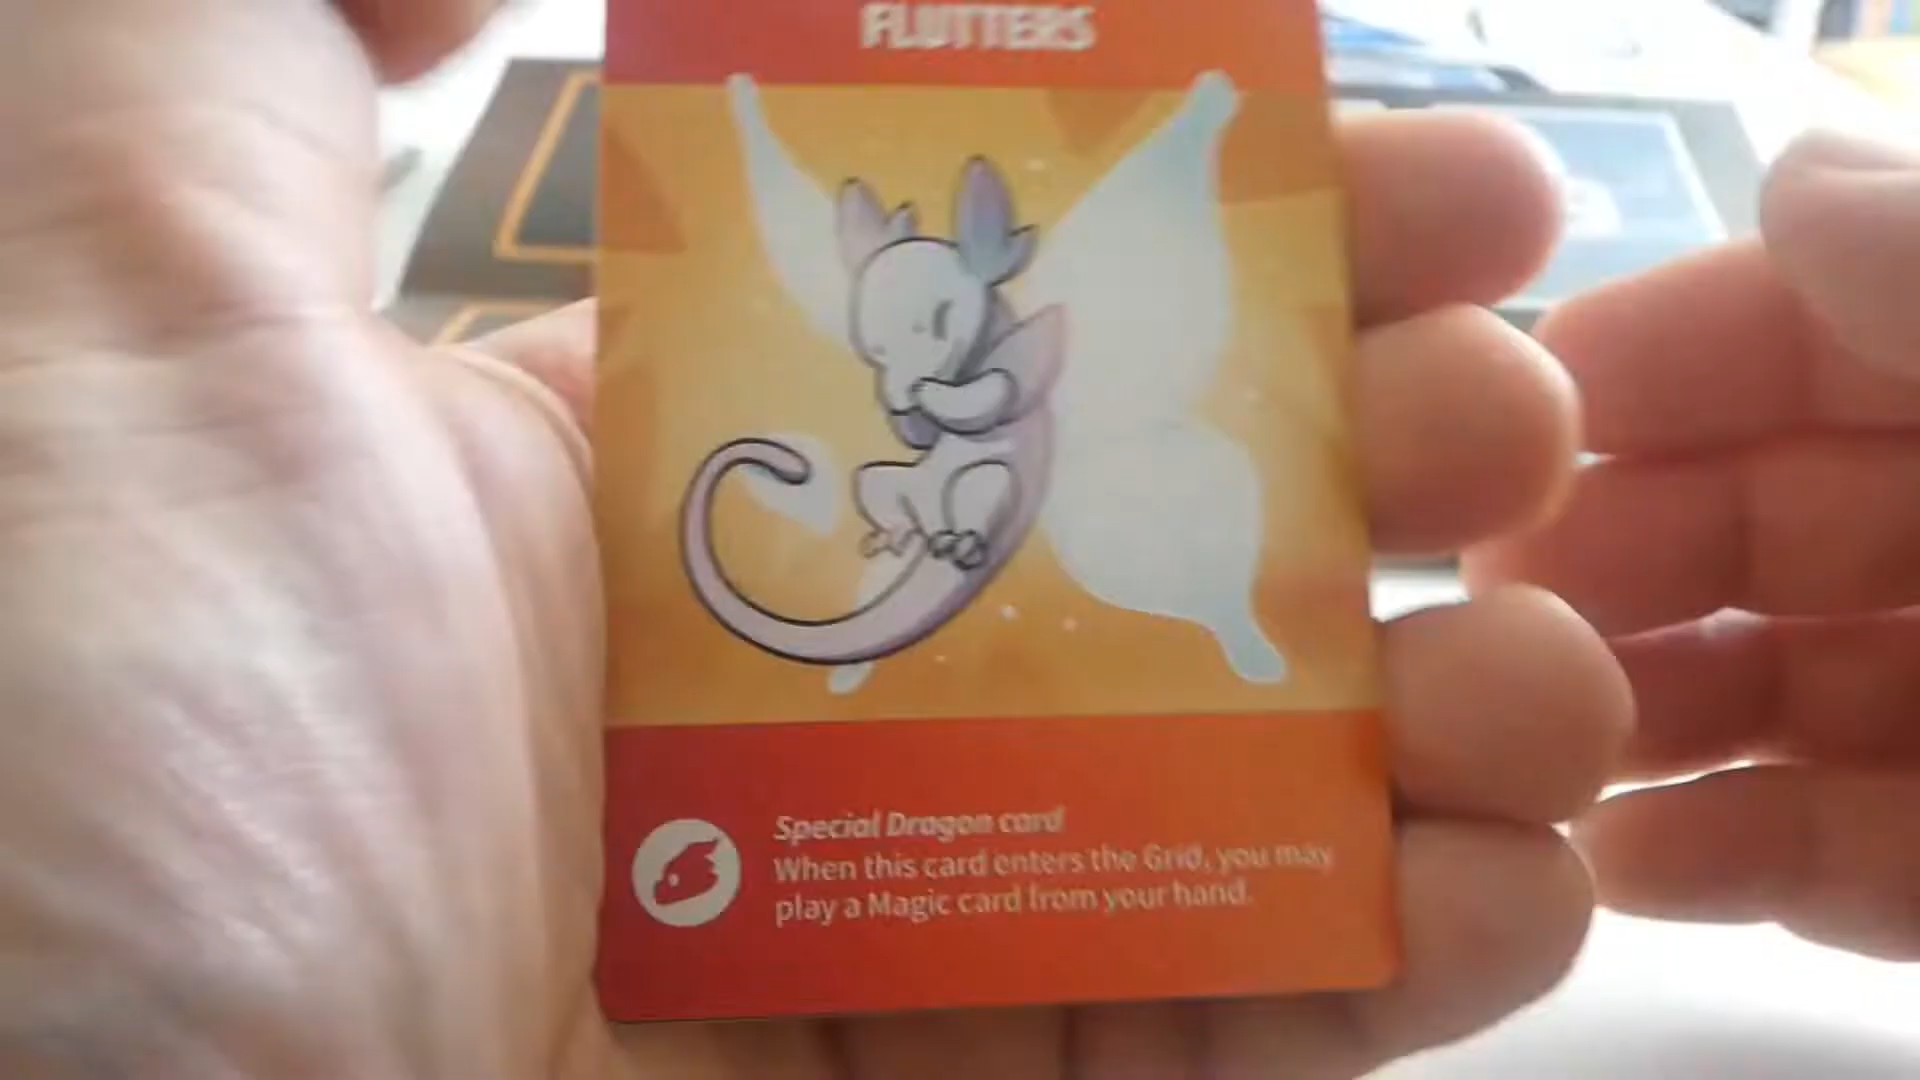 FLUTTERS
Special Dragon card
When this card enters the Grid, you may
play a Magic card from your hand.